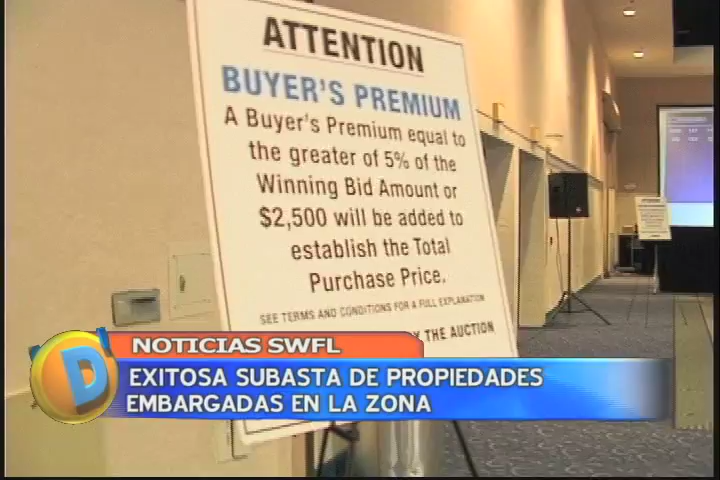 ATTENTION
BUYER'S PREMIUM
A Buyer's Premium equal to
the greater of 5% of the
Winning Bid Amount or
$2,500 will be added to
establish the Total
Purchase Price.
SEE TERMS AND CONDITIONS FOR A FULL EXPLANATION
THE AUCTION
D
NOTICIAS SWFL
EXITOSA SUBASTA DE PROPIEDADES
EMBARGADAS EN LA ZONA